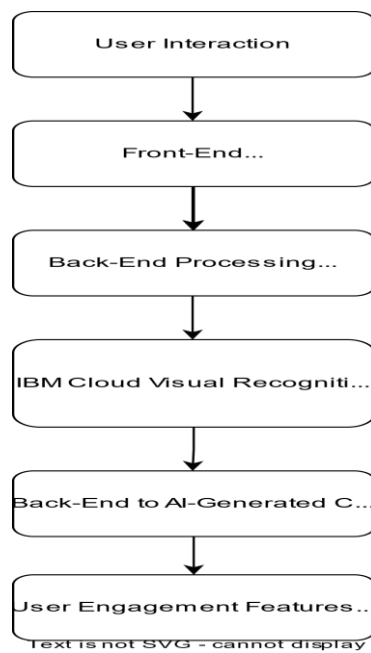 User Interaction
Front-End...
Back-End Processing...
IBM Cloud Visual Recogniti...
Back-End to AI-Generated C...
User Engagement Features...
Text is not SVG - cannot display